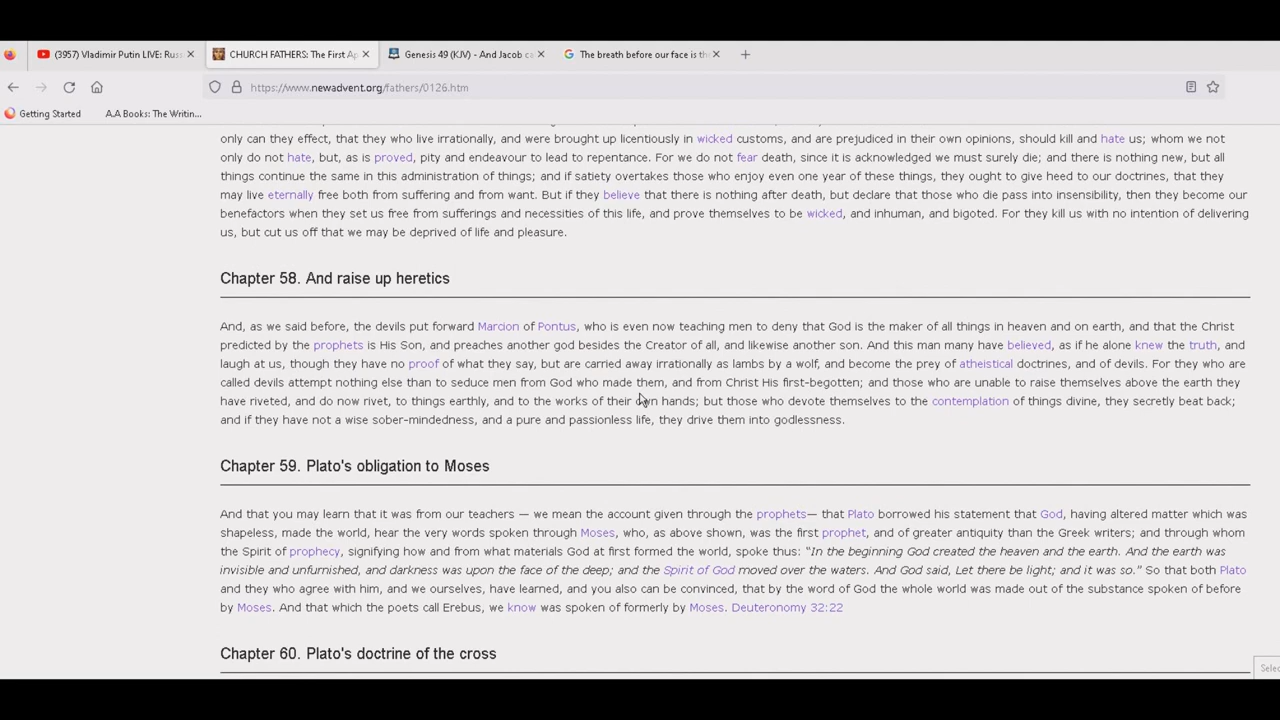 (3957) Vladimir Putin LIVE: Rus
CHURCH FATHERS: The First Ap
Genesis 49 (KJV) - And Jacob ca
The breath before our face is the
https://www.newadvent.org/fathers/0126.htm
Getting Started
A.A Books: The Writin...
only can they effect, that they who live irrationally, and were brought up licentiously in wicked customs, and are prejudiced in their own opinions, should kill and hate us; whom we not
only do not hate, but, as is proved, pity and endeavour to lead to repentance. For we do not fear death, since it is acknowledged we must surely die; and there is nothing new, but all
things continue the same in this administration of things; and if satiety overtakes those who enjoy even one year of these things, they ought to give heed to our doctrines, that they
may live eternally free both from suffering and from want. But if they believe that there is nothing after death, but declare that those who die pass into insensibility, then they become our
benefactors when they set us free from sufferings and necessities of this life, and prove themselves to be wicked, and inhuman, and bigoted. For they kill us with no intention of delivering
us, but cut us off that we may be deprived of life and pleasure.
Chapter 58. And raise up heretics
And, as we said before, the devils put forward Marcion of Pontus, who is even now teaching men to deny that God is the maker of all things in heaven and on earth, and that the Christ
predicted by the prophets is His Son, and preaches another god besides the Creator of all, and likewise another son. And this man many have believed, as if he alone knew the truth, and
laugh at us, though they have no proof of what they say, but are carried away irrationally as lambs by a wolf, and become the prey of atheistical doctrines, and of devils. For they who are
called devils attempt nothing else than to seduce men from God who made them, and from Christ His first-begotten; and those who are unable to raise themselves above the earth they
have riveted, and do now rivet, to things earthly, and to the works of their own hands; but those who devote themselves to the contemplation of things divine, they secretly beat back;
and if they have not a wise sober-mindedness, and a pure and passionless life, they drive them into godlessness.
Chapter 59. Plato's obligation to Moses
And that you may learn that it was from our teachers — we mean the account given through the prophets— that Plato borrowed his statement that God, having altered matter which was
shapeless, made the world, hear the very words spoken through Moses, who, as above shown, was the first prophet, and of greater antiquity than the Greek writers; and through whom
the Spirit of prophecy, signifying how and from what materials God at first formed the world, spoke thus: "In the beginning God created the heaven and the earth. And the earth was
invisible and unfurnished, and darkness was upon the face of the deep; and the Spirit of God moved over the waters. And God said, Let there be light; and it was so." So that both Plato
and they who agree with him, and we ourselves, have learned, and you also can be convinced, that by the word of God the whole world was made out of the substance spoken of before
by Moses. And that which the poets call Erebus, we know was spoken of formerly by Moses. Deuteronomy 32:22
Chapter 60. Plato's doctrine of the cross
Selec